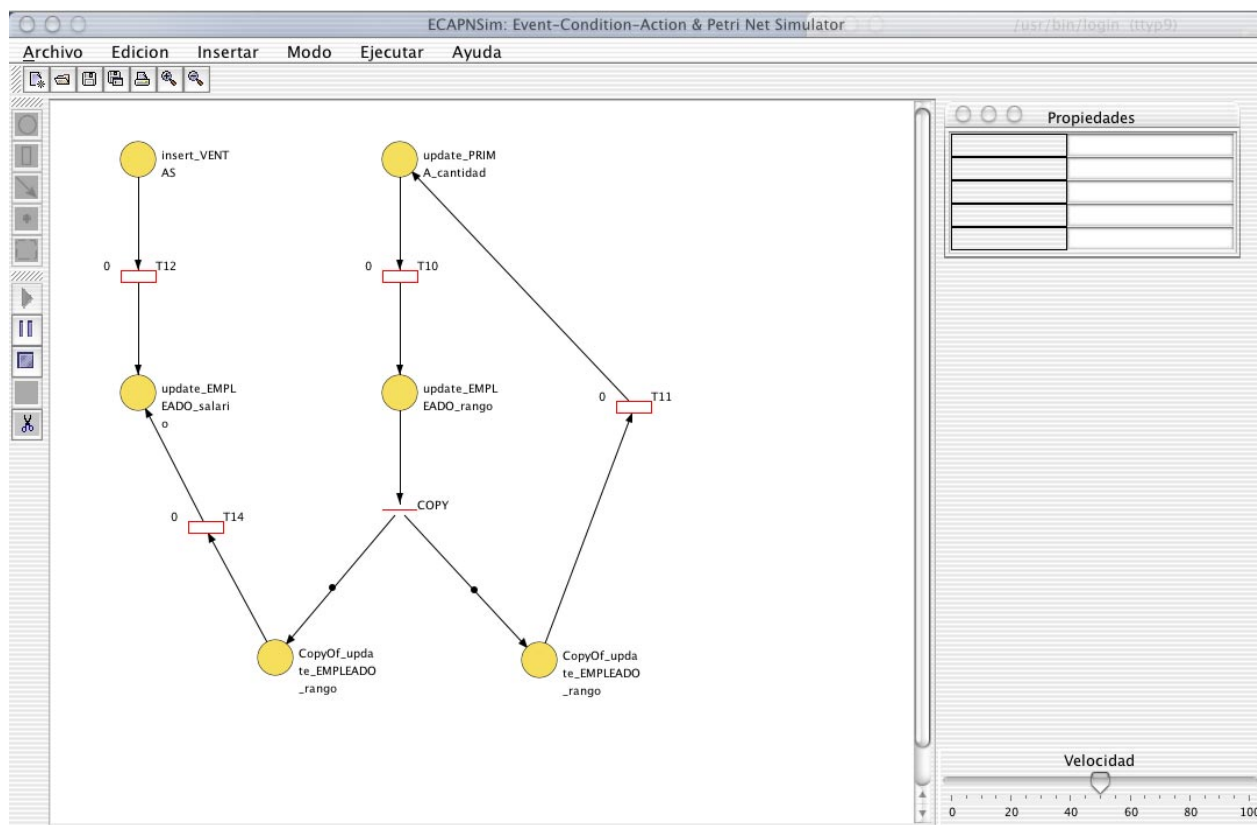 ECAPNSim: Event-Condition-Action & Petri Net Simulator
/usr/bin/login (ttyp9)
Archivo Edicion Insertar Modo Ejecutar Ayuda
Propiedades
insert_VENT
AS
update_PRIM
A_cantidad
0 T12
0 T10
update_EMPL
EADO_salari
o
update_EMPL
EADO_rango
0 T11
COPY
0 T14
CopyOf_upda
te_EMPLEADO
_rango
CopyOf_upda
te_EMPLEADO
_rango
Velocidad
0 20 40 60 80 100